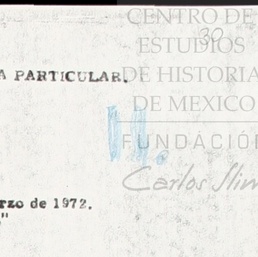 CENTRO DE
ESTUDIOS
30
A PARTICULAR.
DE HISTORIA
DE MEXICO
FUNDACIÓN
Carlos Slim
rzo de 1972.
"